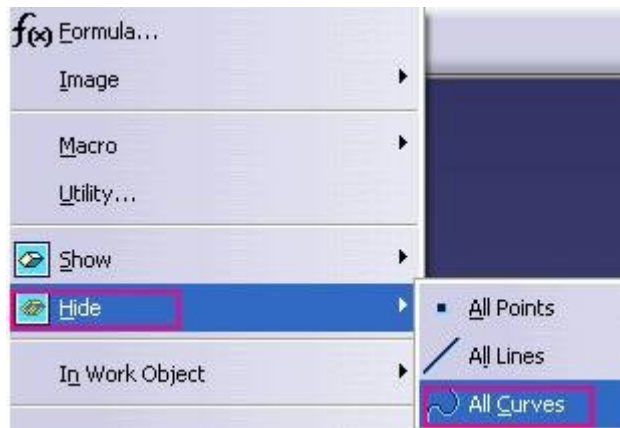 f(x) Formula...
Image
Macro
Utility...
Show
Hide
In Work Object
All Points
All Lines
All Curves